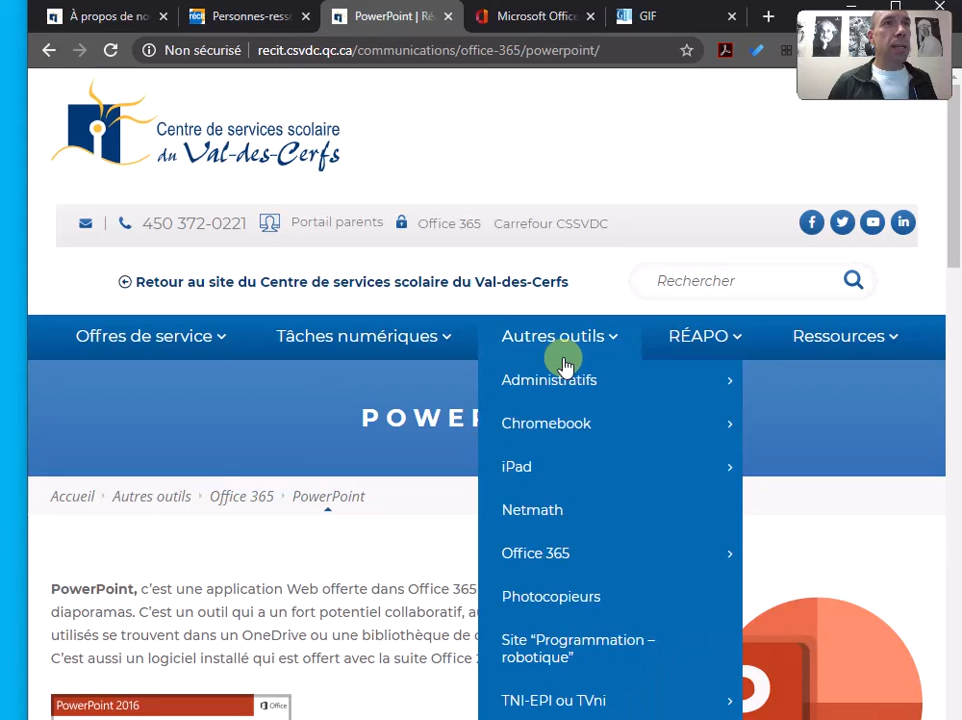 À propos de no
Personnes-ress
PowerPoint | Ré
Microsoft Office
GIF
Non sécurisé
recit.csvdc.qc.ca/communications/office-365/powerpoint/
Centre de services scolaire
du Val-des-Cerfs
450 372-0221
Portail parents
Office 365
Carrefour CSSVDC
Retour au site du Centre de services scolaire du Val-des-Cerfs
Rechercher
Offres de service
Tâches numériques
Autres outils
RÉAPO
Ressources
POWE
Administratifs
Chromebook
iPad
Netmath
Office 365
Photocopieurs
Site “Programmation –
robotique”
TNI-EPI ou TVni
Accueil
Autres outils
Office 365
PowerPoint
PowerPoint, c’est une application Web offerte dans Office 365
diaporamas. C’est un outil qui a un fort potentiel collaboratif, a
utilisés se trouvent dans un OneDrive ou une bibliothèque de
C’est aussi un logiciel installé qui est offert avec la suite Office
PowerPoint 2016
Office